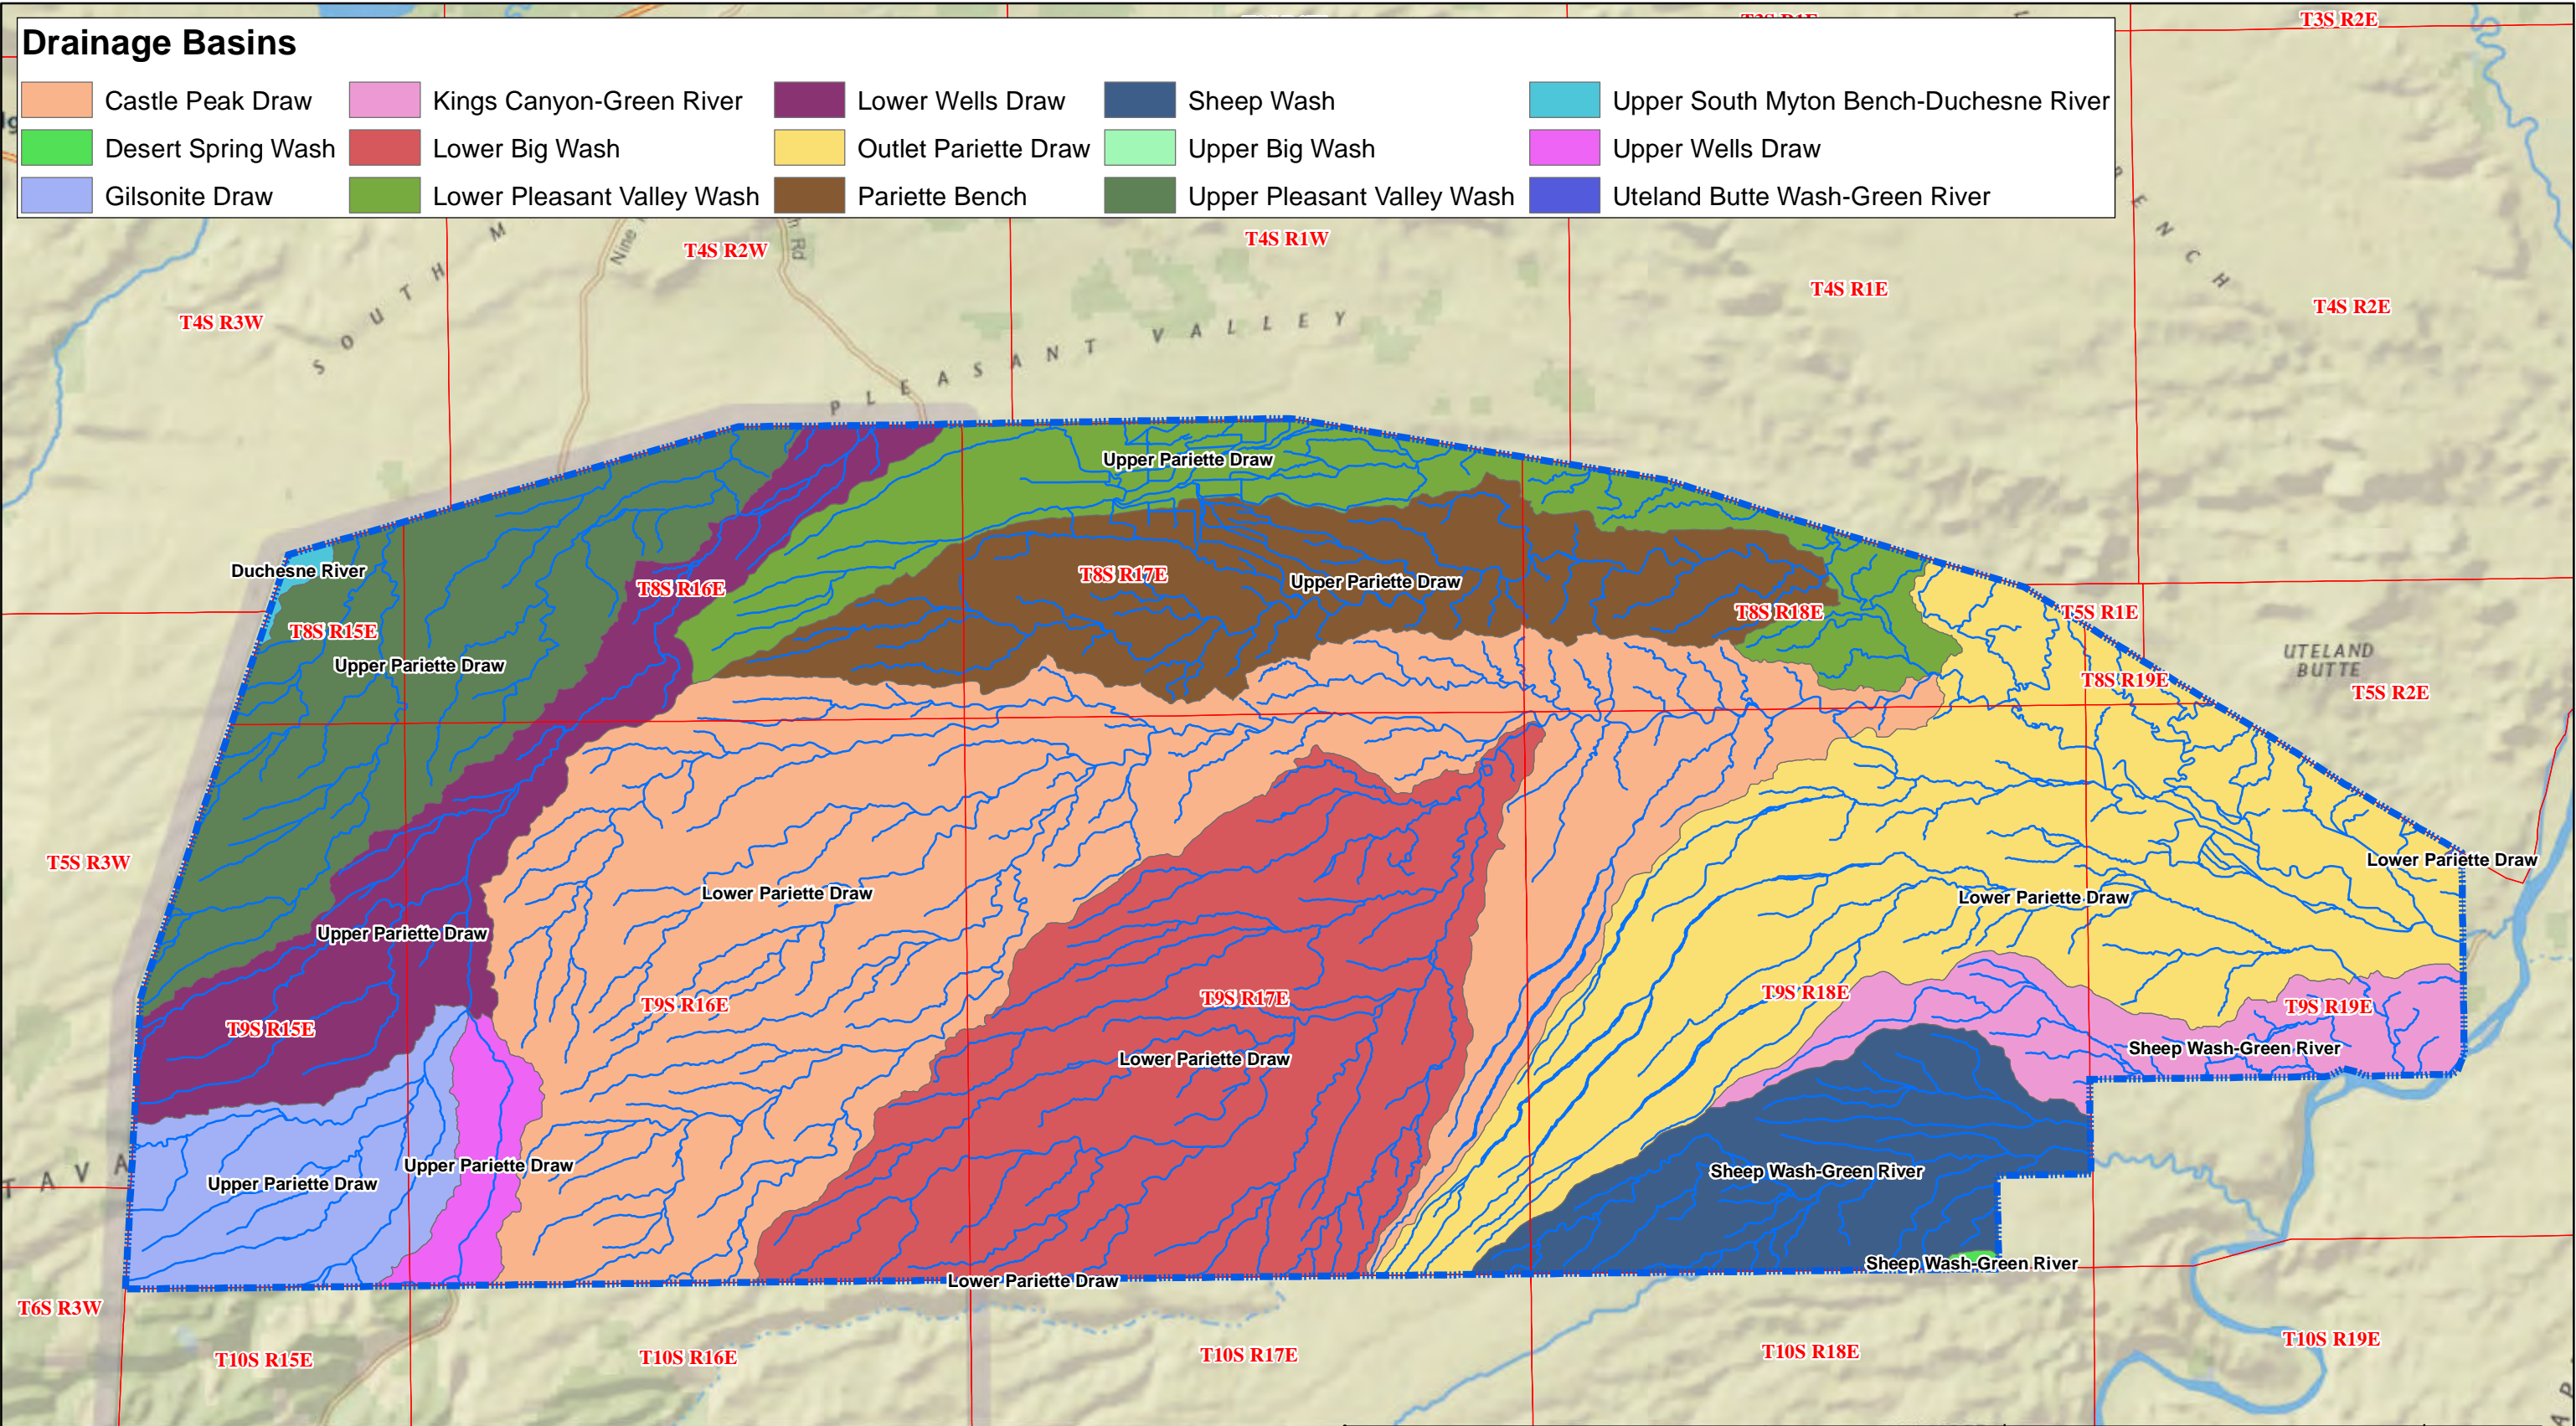 T3S R2E
Drainage Basins
Castle Peak Draw
Kings Canyon-Green River
Lower Wells Draw
Sheep Wash
Upper South Myton Bench-Duchesne River
Desert Spring Wash
Lower Big Wash
Outlet Pariette Draw
Upper Big Wash
Upper Wells Draw
Gilsonite Draw
Lower Pleasant Valley Wash
Pariette Bench
Upper Pleasant Valley Wash
Uteland Butte Wash-Green River
SOUTH M
Nine
Rd
ENCH
T4S R2W
T4S R1W
T4S R1E
T4S R2E
T4S R3W
PLEASANT VALLEY
Upper Pariette Draw
Duchesne River
T8S R17E
Upper Pariette Draw
T8S R16E
T8S R18E
T5S R1E
T8S R15E
UTELAND
BUTTE
Upper Pariette Draw
T8S R19E
T5S R2E
T5S R3W
Lower Pariette Draw
Lower Pariette Draw
Lower Pariette Draw
Upper Pariette Draw
T9S R16E
T9S R17E
T9S R18E
T9S R19E
T9S R15E
Sheep Wash-Green River
Lower Pariette Draw
TAVA
Upper Pariette Draw
Sheep Wash-Green River
Upper Pariette Draw
Sheep Wash-Green River
Lower Pariette Draw
T6S R3W
T10S R15E
T10S R16E
T10S R17E
T10S R18E
T10S R19E